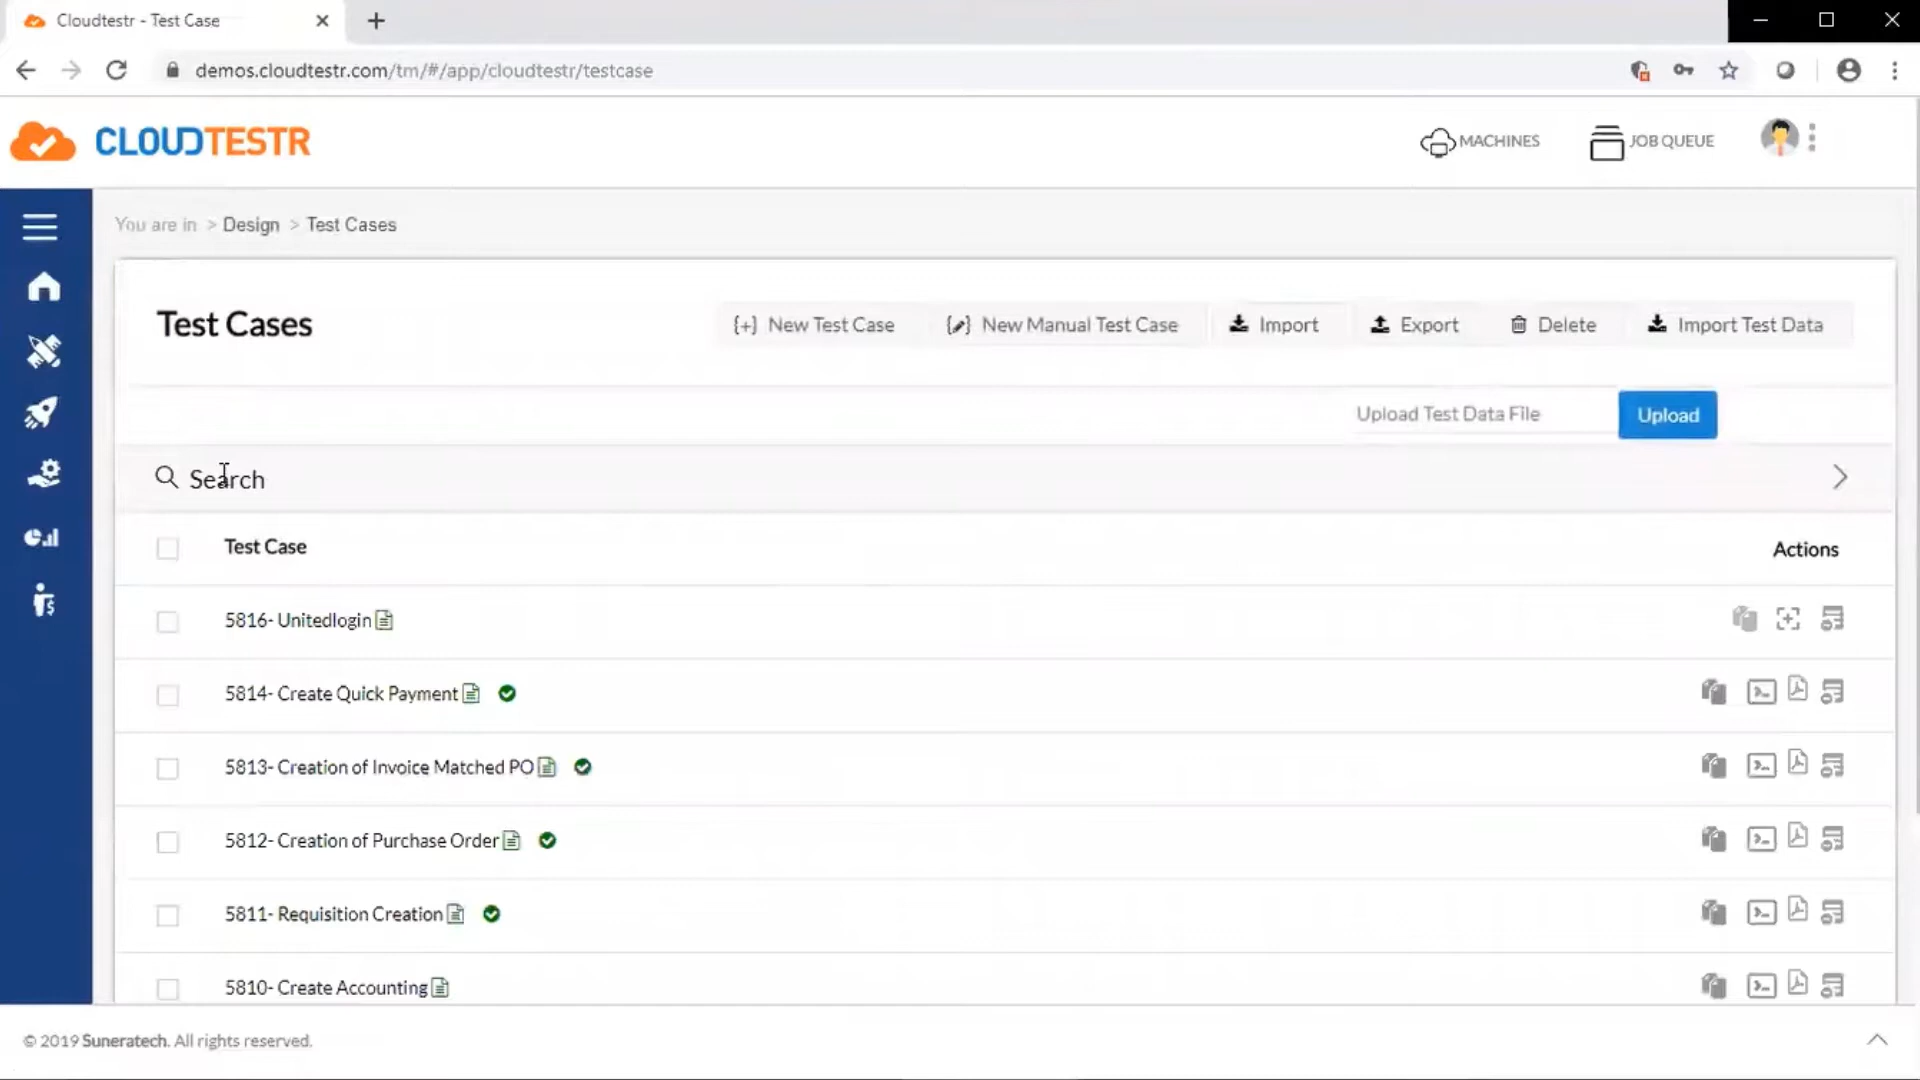 Cloudtestr - Test Case
demos.cloudtestr.com/tm/#/app/cloudtestr/testcase
CLOUDTESTR
MACHINES
JOB QUEUE
You are in > Design > Test Cases
Test Cases
{+} New Test Case
New Manual Test Case
Import
Export
Delete
Import Test Data
Upload Test Data File
Upload
Search
Test Case
Actions
5816- Unitedlogin
5814- Create Quick Payment
5813- Creation of Invoice Matched PO
5812- Creation of Purchase Order
5811- Requisition Creation
5810- Create Accounting
© 2019 Suneratech. All rights reserved.